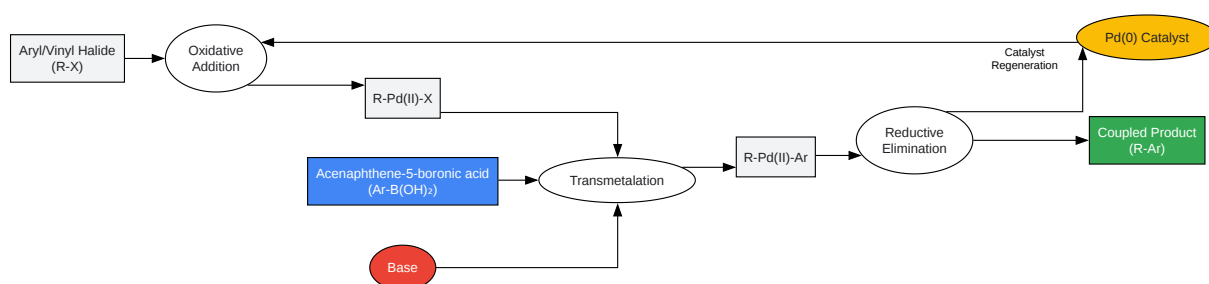 Aryl/Vinyl Halide
(R-X)
Oxidative
Addition
Pd(0) Catalyst
Catalyst
Regeneration
R-Pd(II)-X
Reductive
Elimination
Coupled Product
(R-Ar)
R-Pd(II)-Ar
Acenaphthene-5-boronic acid
(Ar-B(OH)₂)
Transmetalation
Base